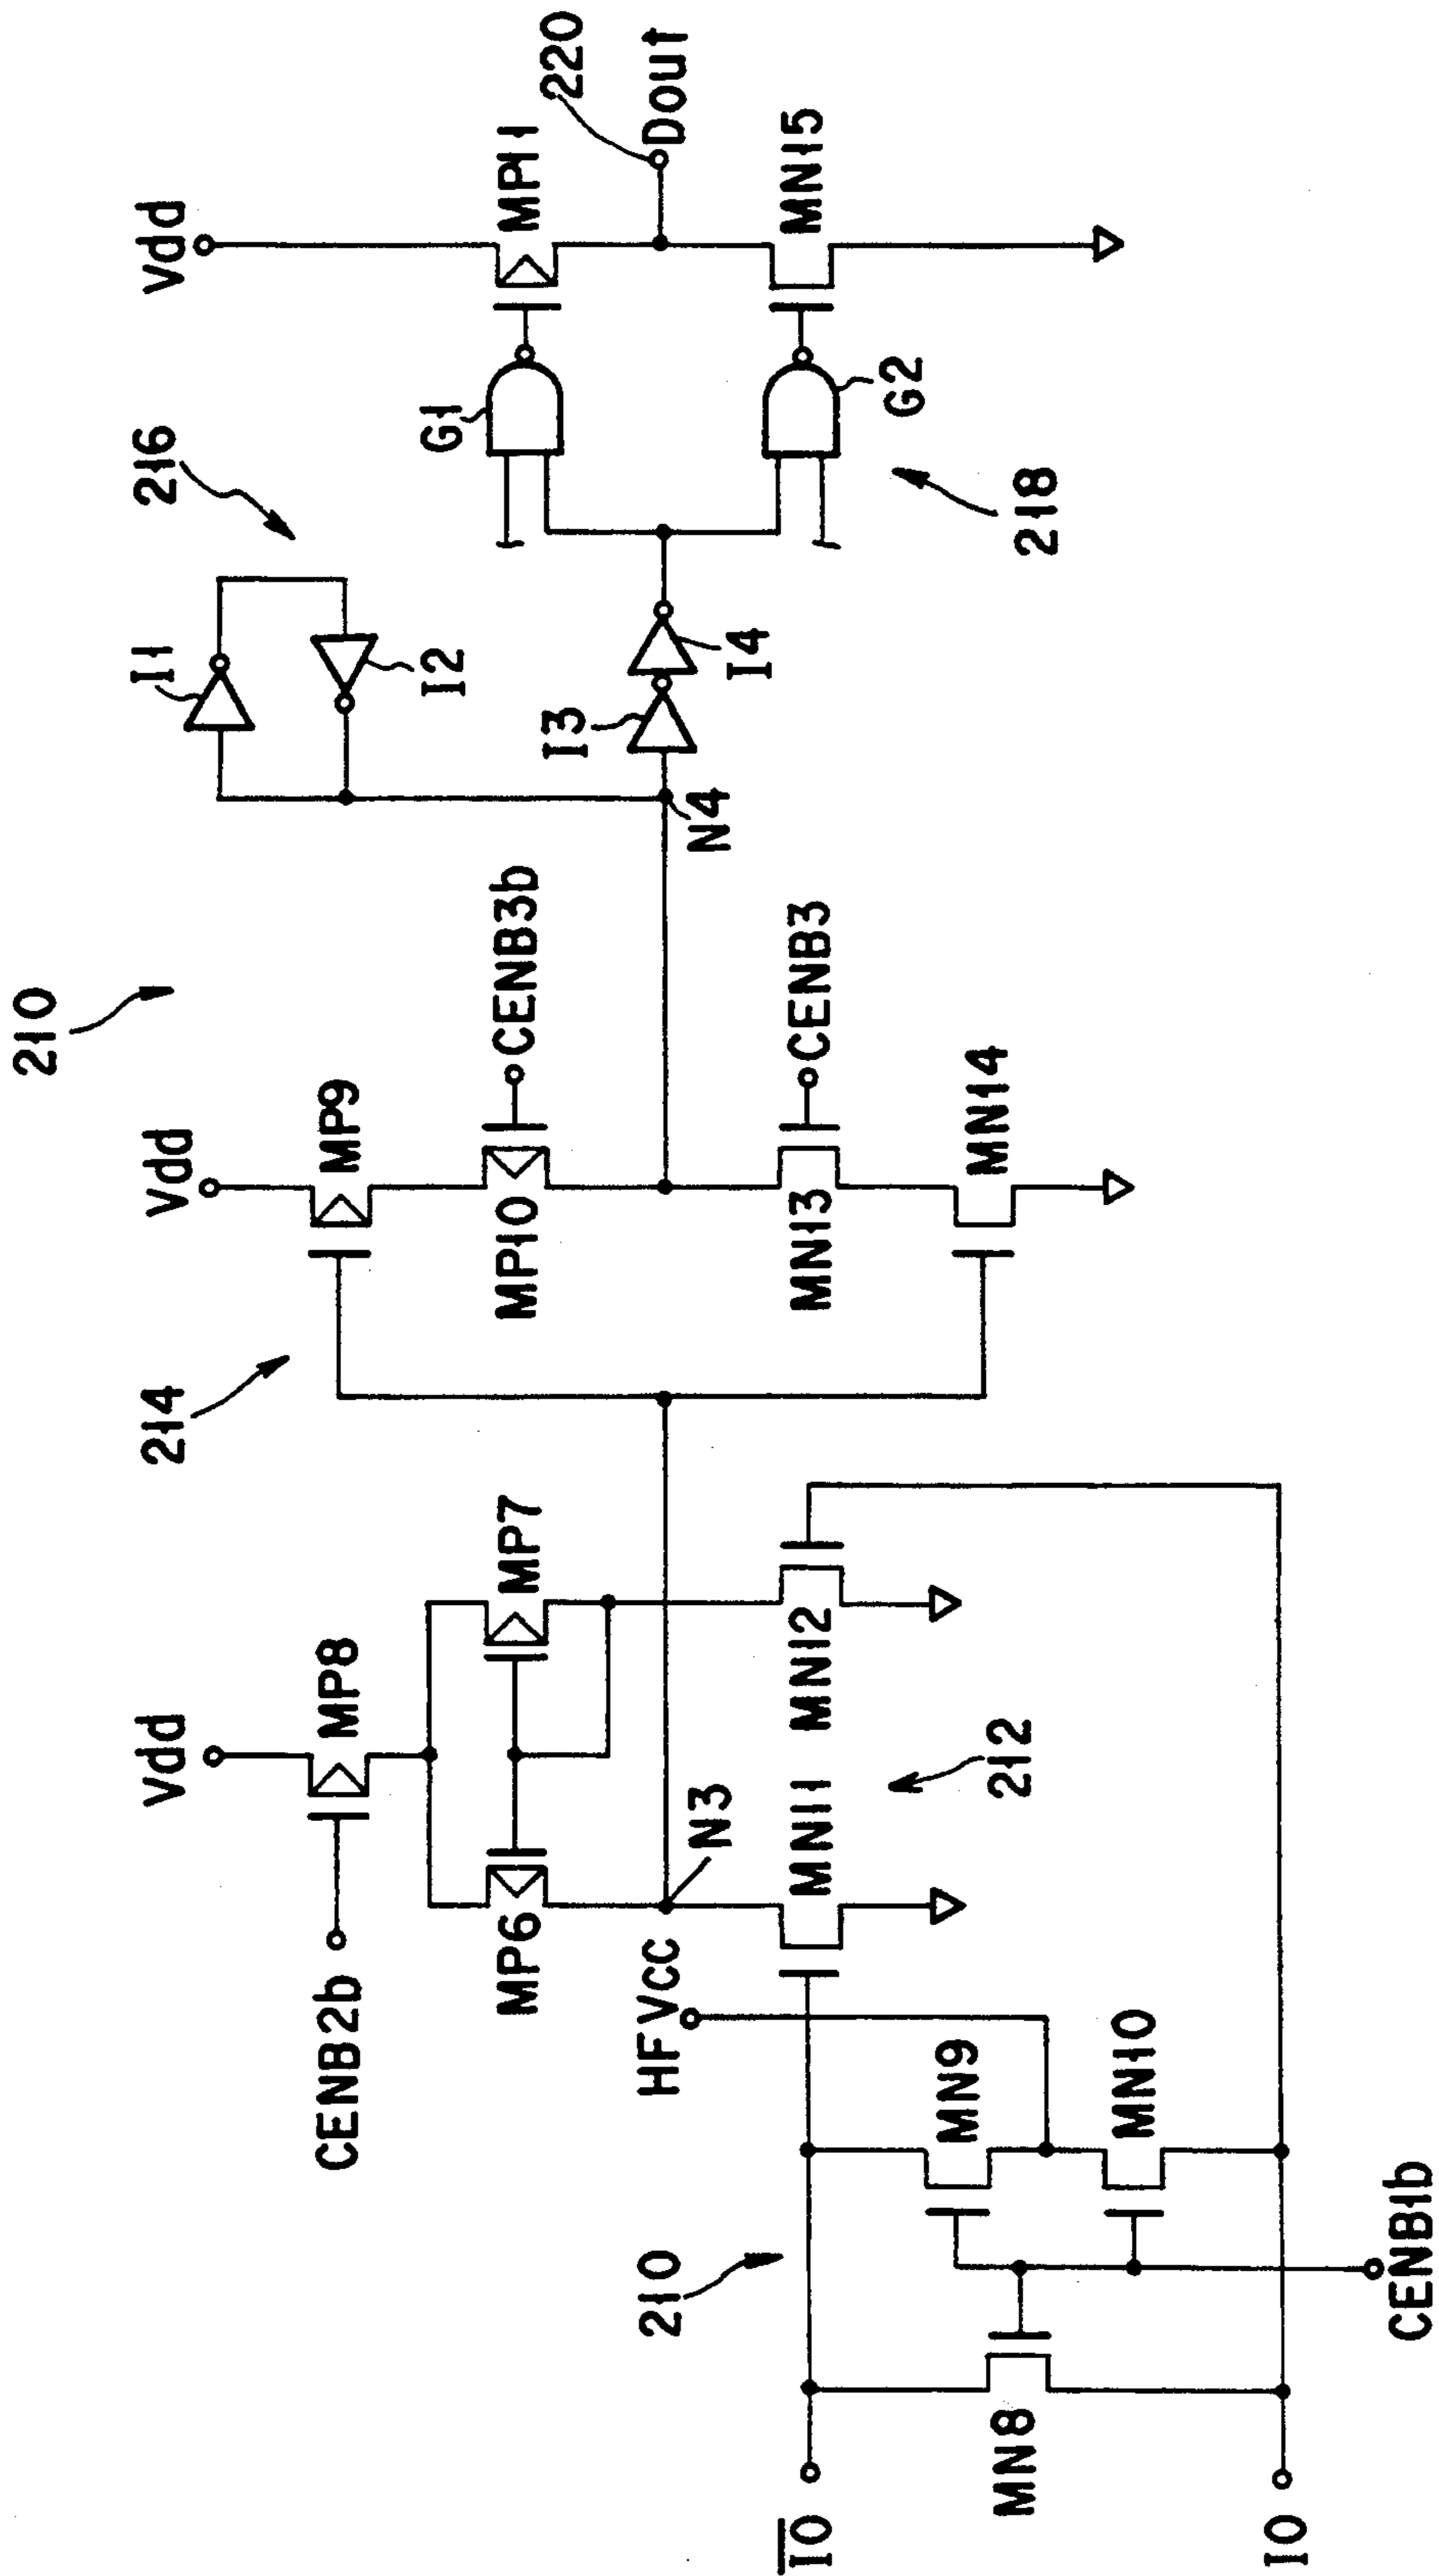 210
Vdd
Vdd
Vdd
214
216
I1
I2
MP8
MP9
CENB2b
MP6
MP7
MP10
CENB3b
G1
MP11
220
HFVCC
N3
N4
I3
I4
Dout
210
MN11
MN12
MN13
CENB3
G2
MN15
IO
MN8
MN9
MN10
212
MN14
218
IO
CENB1b